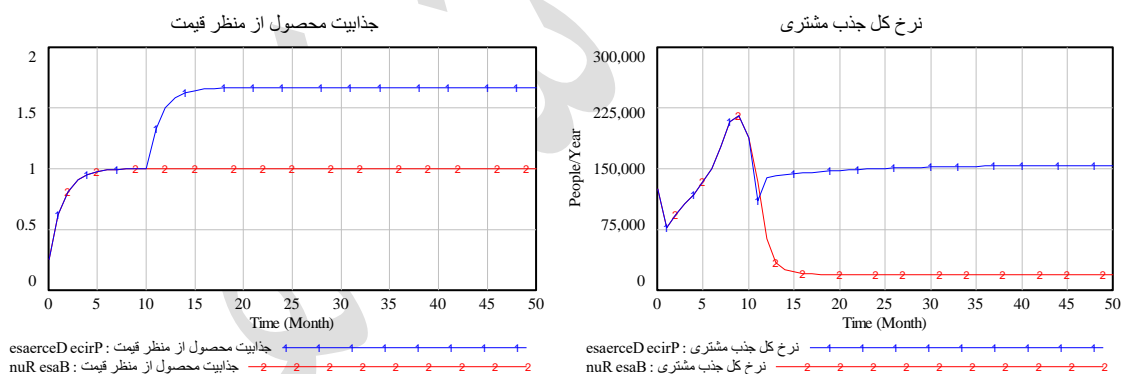 جذابیت محصول از منظر قیمت
2
1.5
1
0.5
0
0 5 10 15 20 25 30 35 40 45 50
Time (Month)
جذابیت محصول از منظر قیمت : esaerceD ecirP
جذابیت محصول از منظر قیمت : nuR esaB
نرخ کل جذب مشتری
300,000
225,000
150,000
75,000
0
People/Year
0 5 10 15 20 25 30 35 40 45 50
Time (Month)
نرخ کل جذب مشتری : esaerceD ecirP
نرخ کل جذب مشتری : nuR esaB